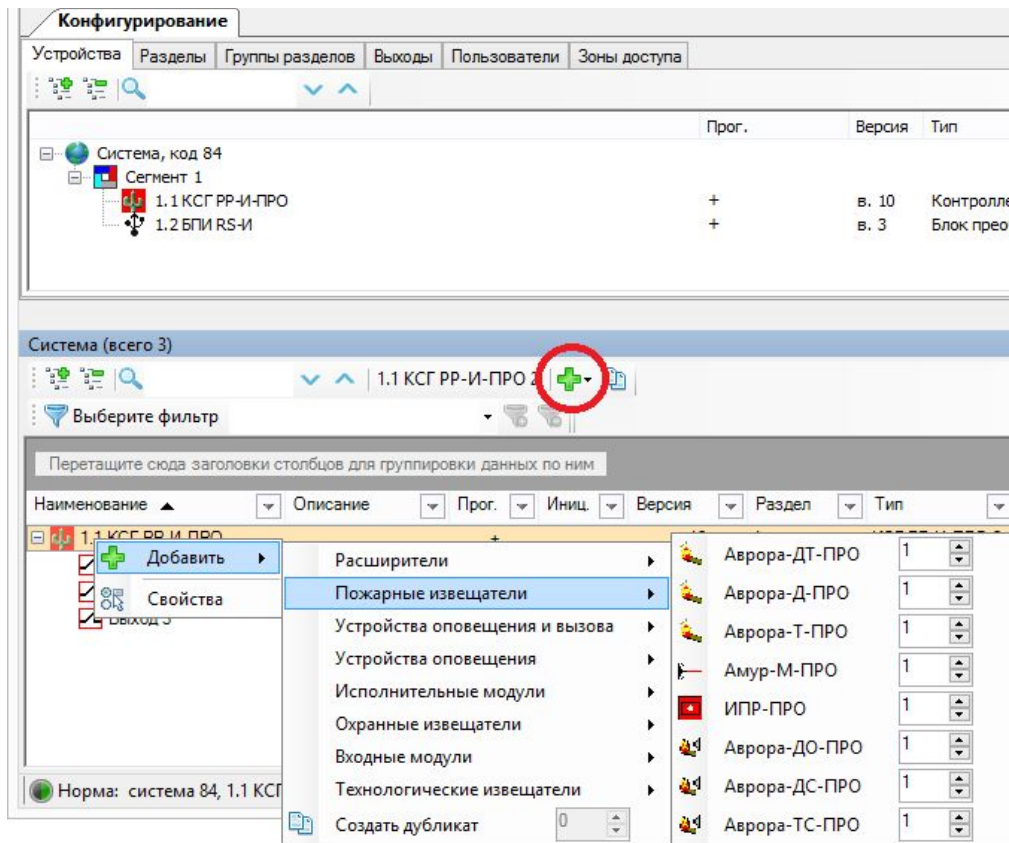 Конфигурирование
Устройства Разделы Группы разделов Выходы Пользователи Зоны доступа
Прог. Версия Тип
Система, код 84
Сегмент 1
1.1 КСГ РР-И-ПРО + в. 10 Контролле
1.2 БПИ RS-И + в. 3 Блок прео
Система (всего 3)
1.1 КСГ РР-И-ПРО 2
Выберите фильтр
Перетащите сюда заголовки столбцов для группировки данных по ним
Наименование Описание Прог. Иниц. Версия Раздел Тип
1.1 КСГ РР-И-ПРО +
Добавить
Свойства
Выход 3
Расширители
Пожарные извещатели
Устройства оповещения и вызова
Устройства оповещения
Исполнительные модули
Охранные извещатели
Входные модули
Технологические извещатели
Создать дубликат 0
Аврора-ДТ-ПРО 1
Аврора-Д-ПРО 1
Аврора-Т-ПРО 1
Амур-М-ПРО 1
ИПР-ПРО 1
Аврора-ДО-ПРО 1
Аврора-ДС-ПРО 1
Аврора-ТС-ПРО 1
Норма: система 84, 1.1 КСГ